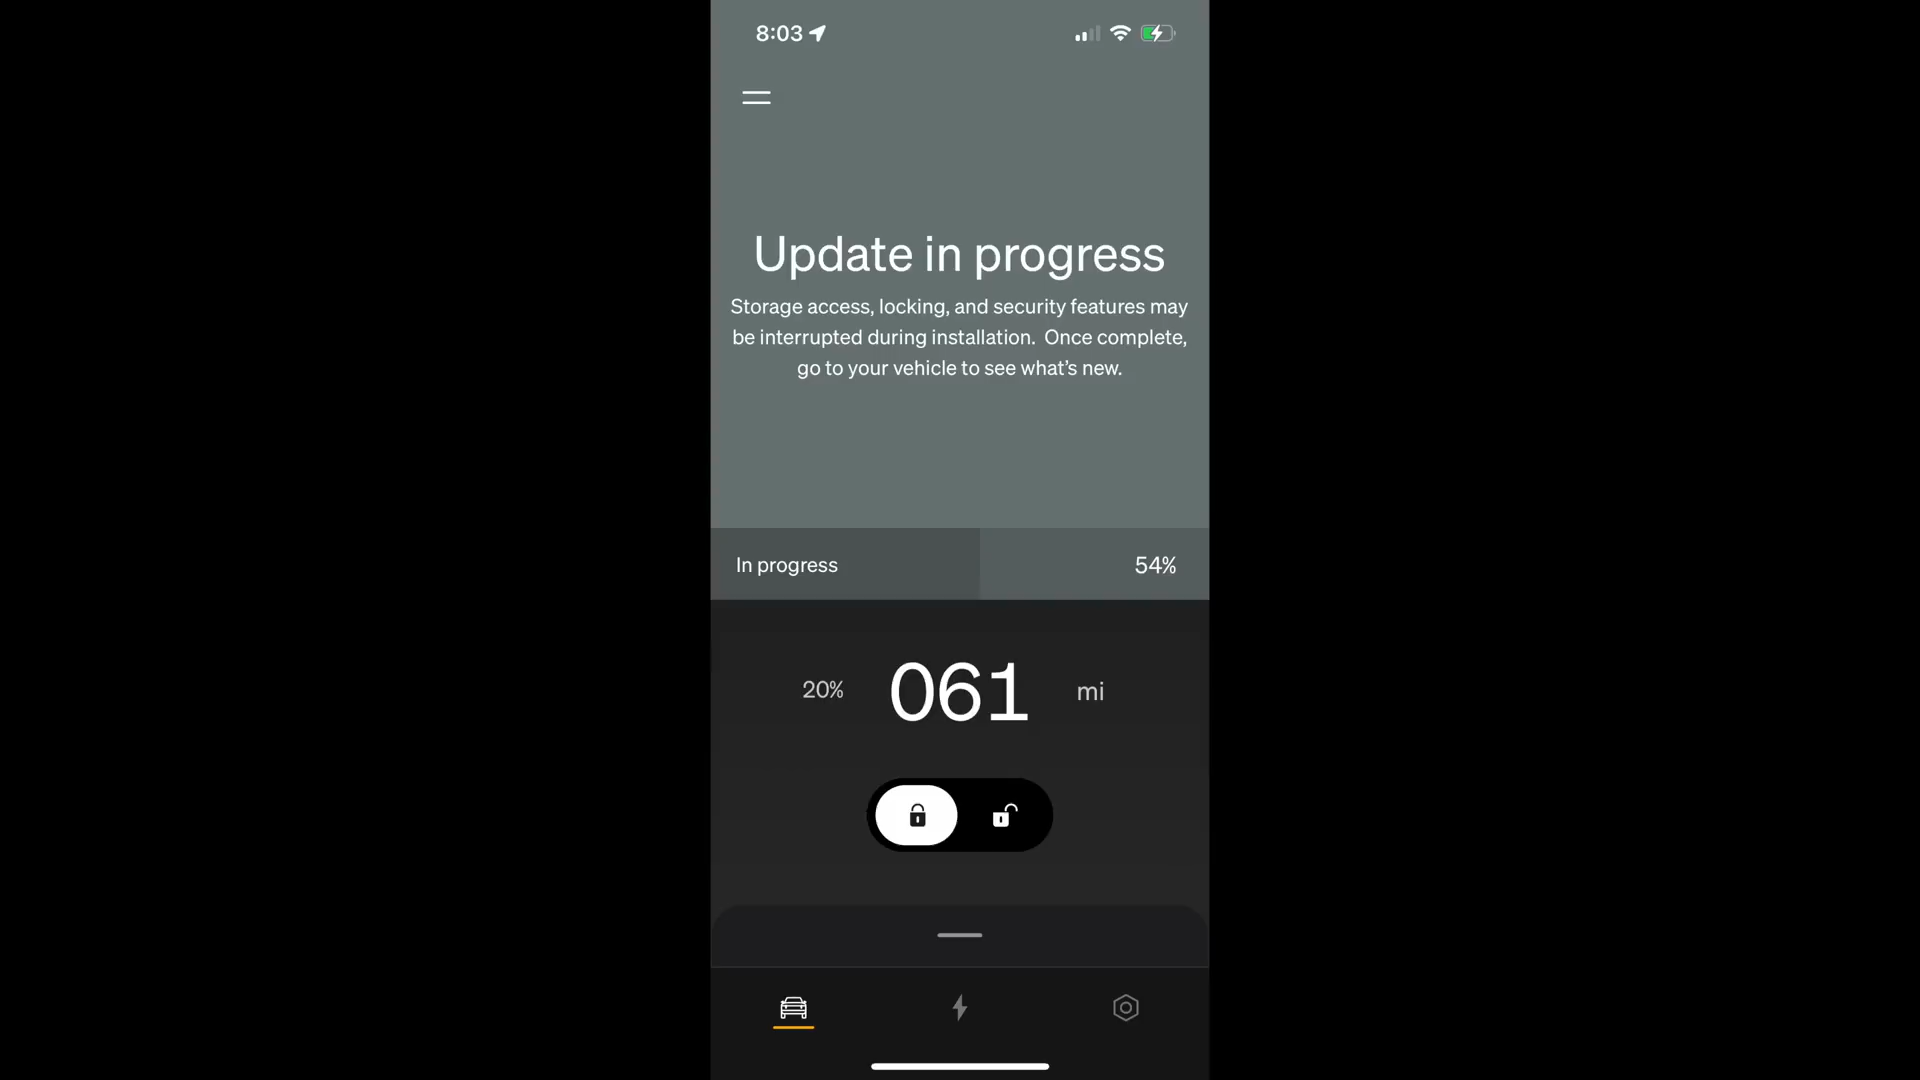 8:03
Update in progress
Storage access, locking, and security features may
be interrupted during installation.  Once complete,
go to your vehicle to see what’s new.
In progress
54%
20%
061
mi